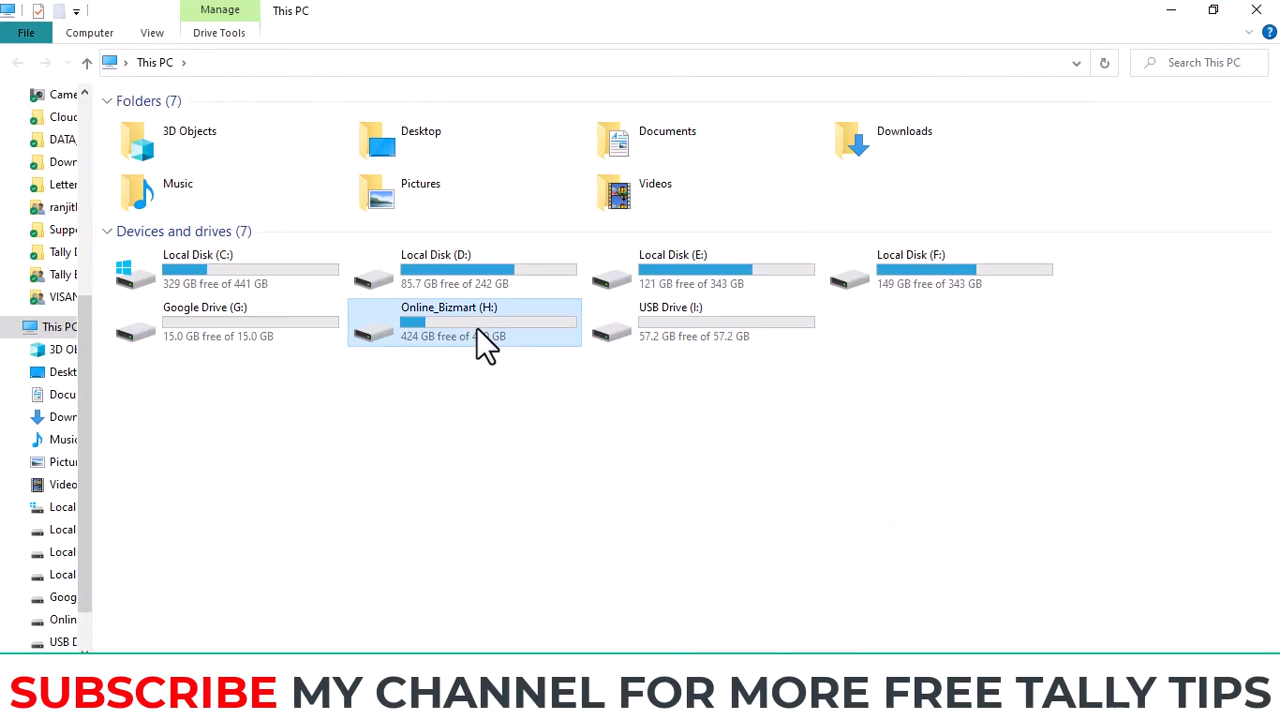 Manage
This PC
File
Computer
View
Drive Tools
This PC
Search This PC
Came
Cloud
DATA_
Down
Letter
ranjitl
Suppo
Tally D
Tally B
VISAN
This PC
3D Ob
Deskt
Docu
Down
Music
Pictur
Video
Local
Local
Local
Local
Goog
Onlin
USB D
Folders (7)
3D Objects
Desktop
Documents
Downloads
Music
Pictures
Videos
Devices and drives (7)
Local Disk (C:)
329 GB free of 441 GB
Local Disk (D:)
85.7 GB free of 242 GB
Local Disk (E:)
121 GB free of 343 GB
Local Disk (F:)
149 GB free of 343 GB
Google Drive (G:)
15.0 GB free of 15.0 GB
Online_Bizmart (H:)
424 GB free of GB
USB Drive (I:)
57.2 GB free of 57.2 GB
SUBSCRIBE MY CHANNEL FOR MORE FREE TALLY TIPS